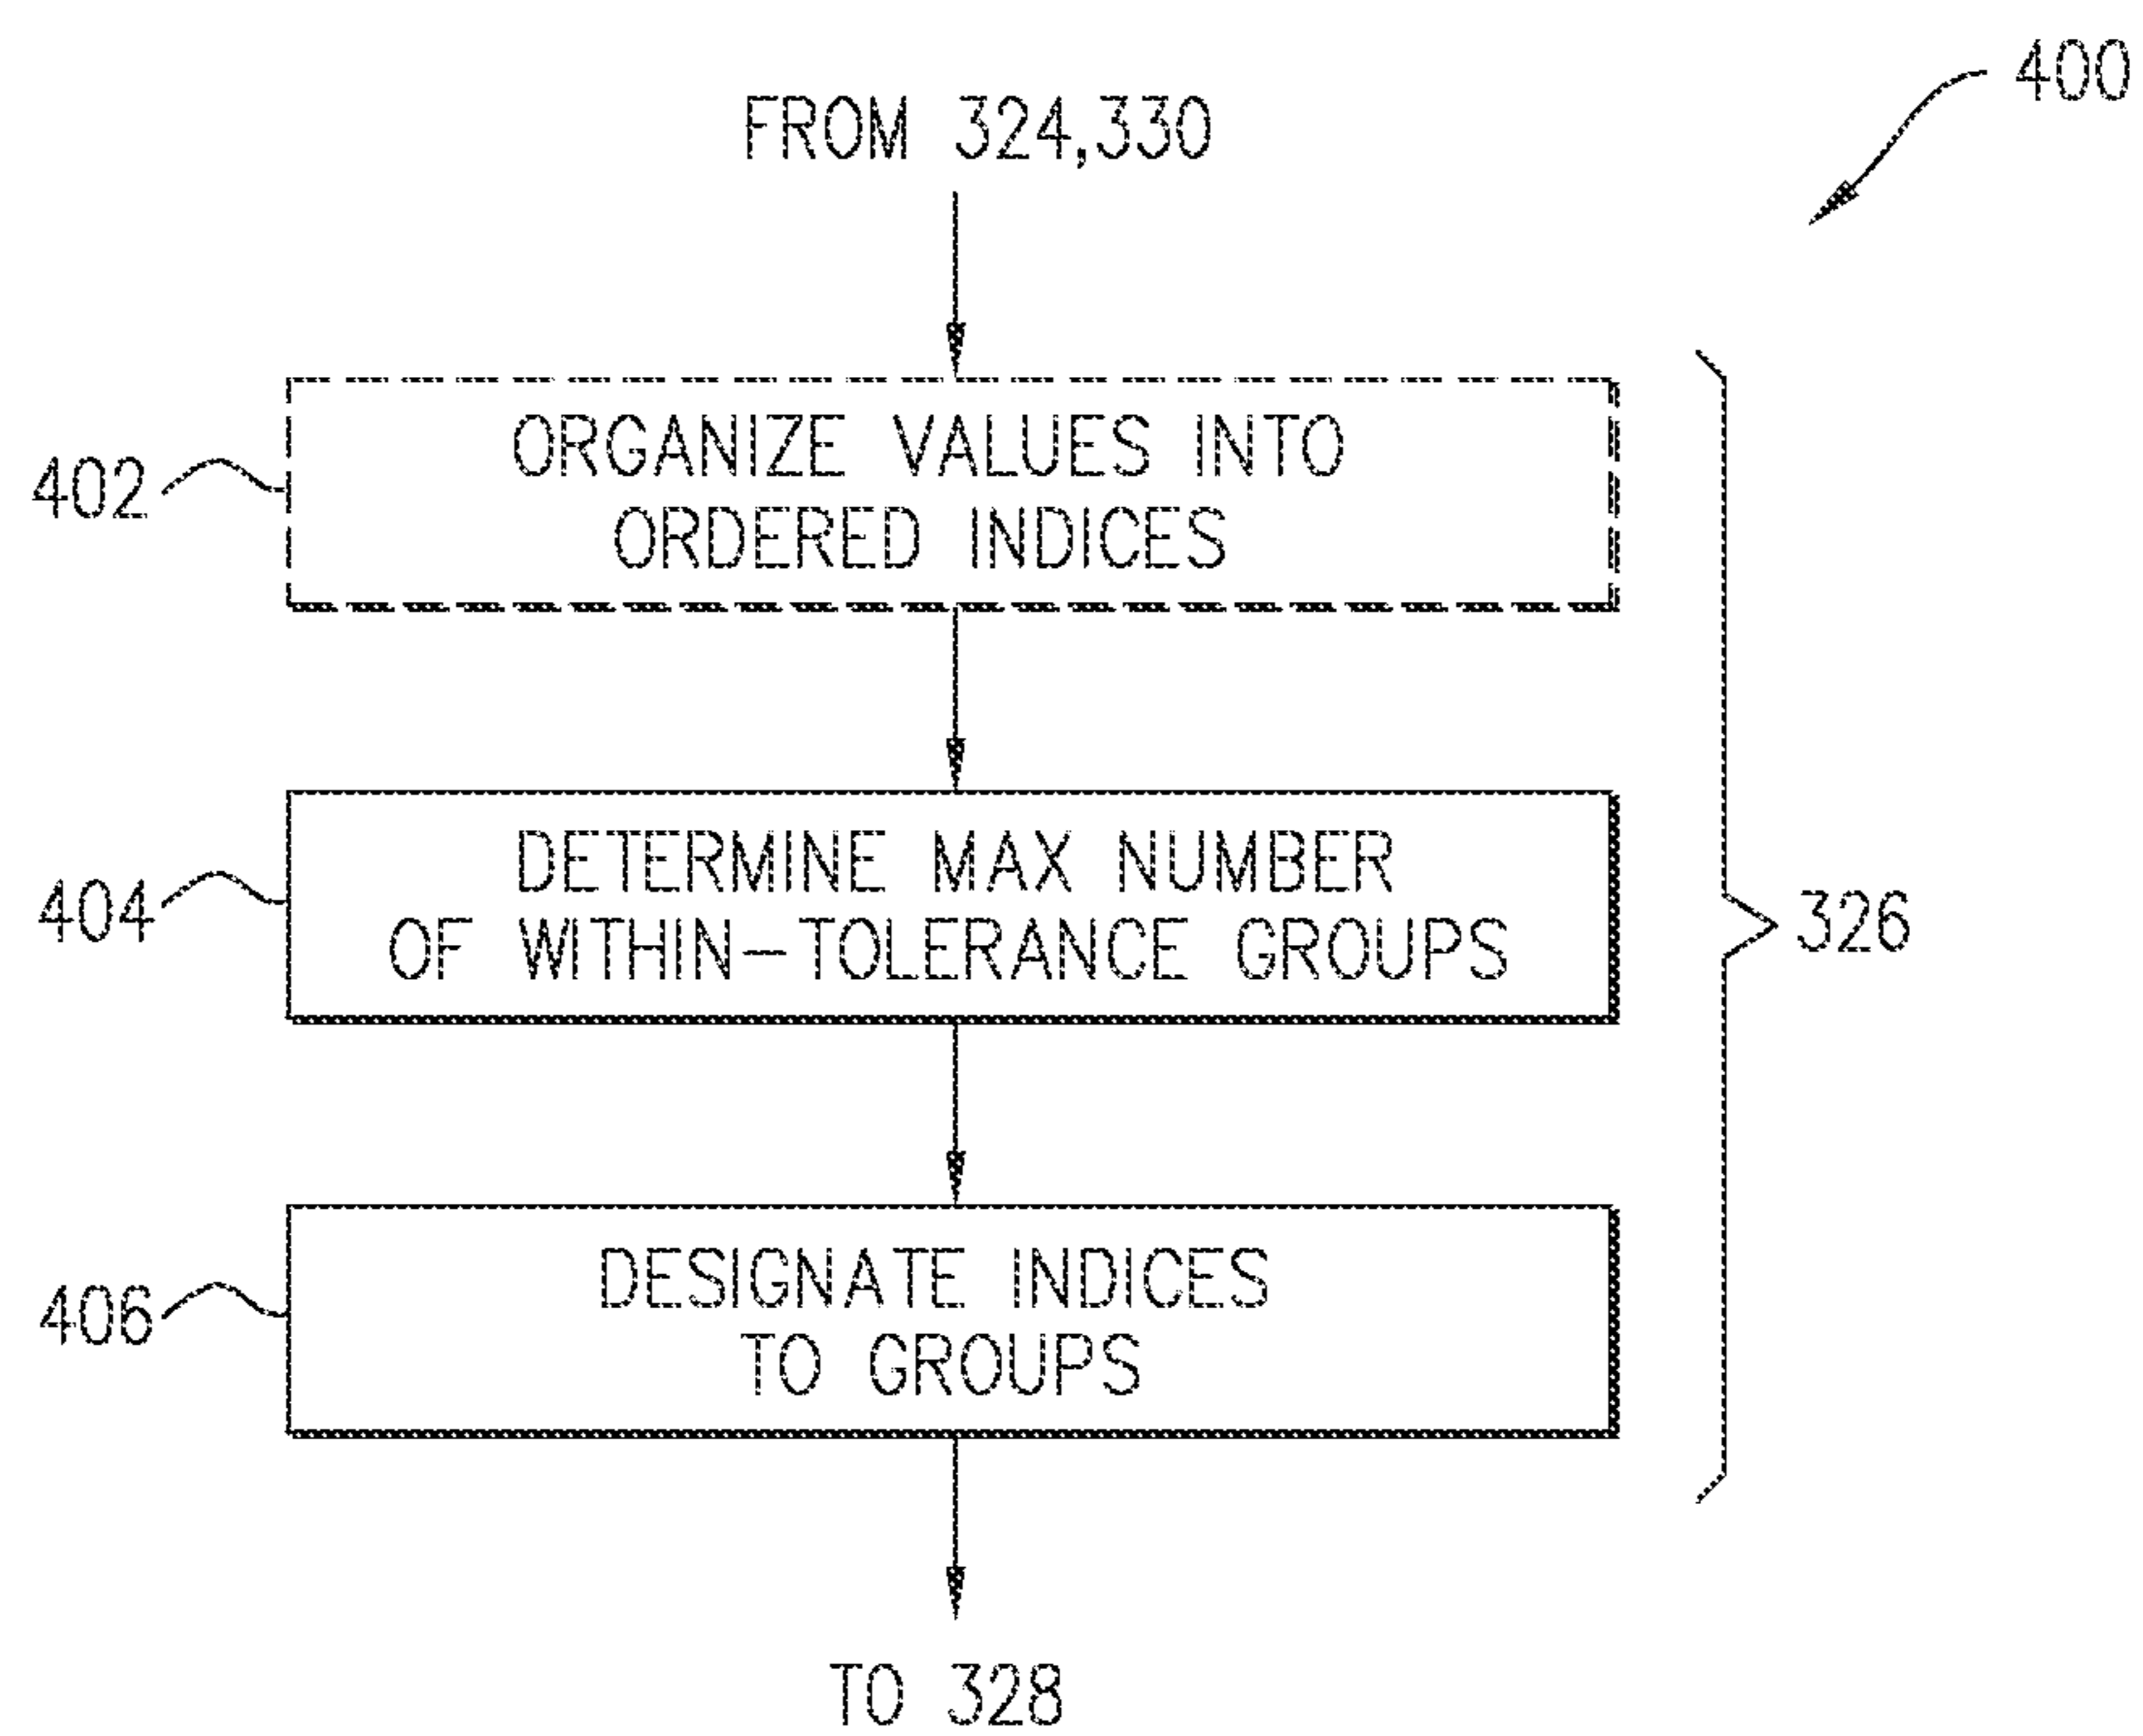 400
FROM 324,330
402
ORGANIZE VALUES INTO
ORDERED INDICES
404
DETERMINE MAX NUMBER
OF WITHIN-TOLERANCE GROUPS
326
406
DESIGNATE INDICES
TO GROUPS
TO 328